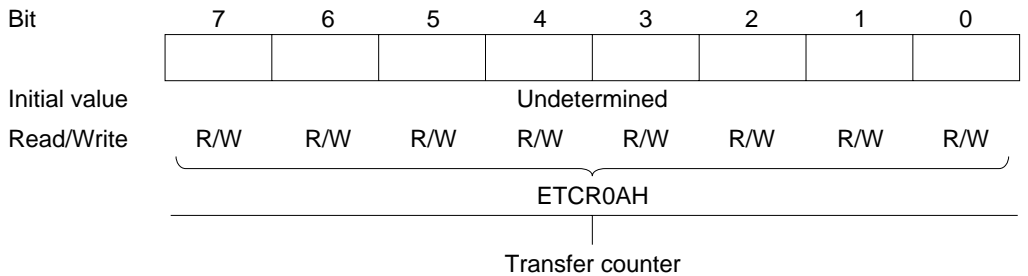 Bit 7 6 5 4 3 2 1 0
Initial value Undetermined
Read/Write R/W R/W R/W R/W R/W R/W R/W R/W
ETCR0AH
Transfer counter